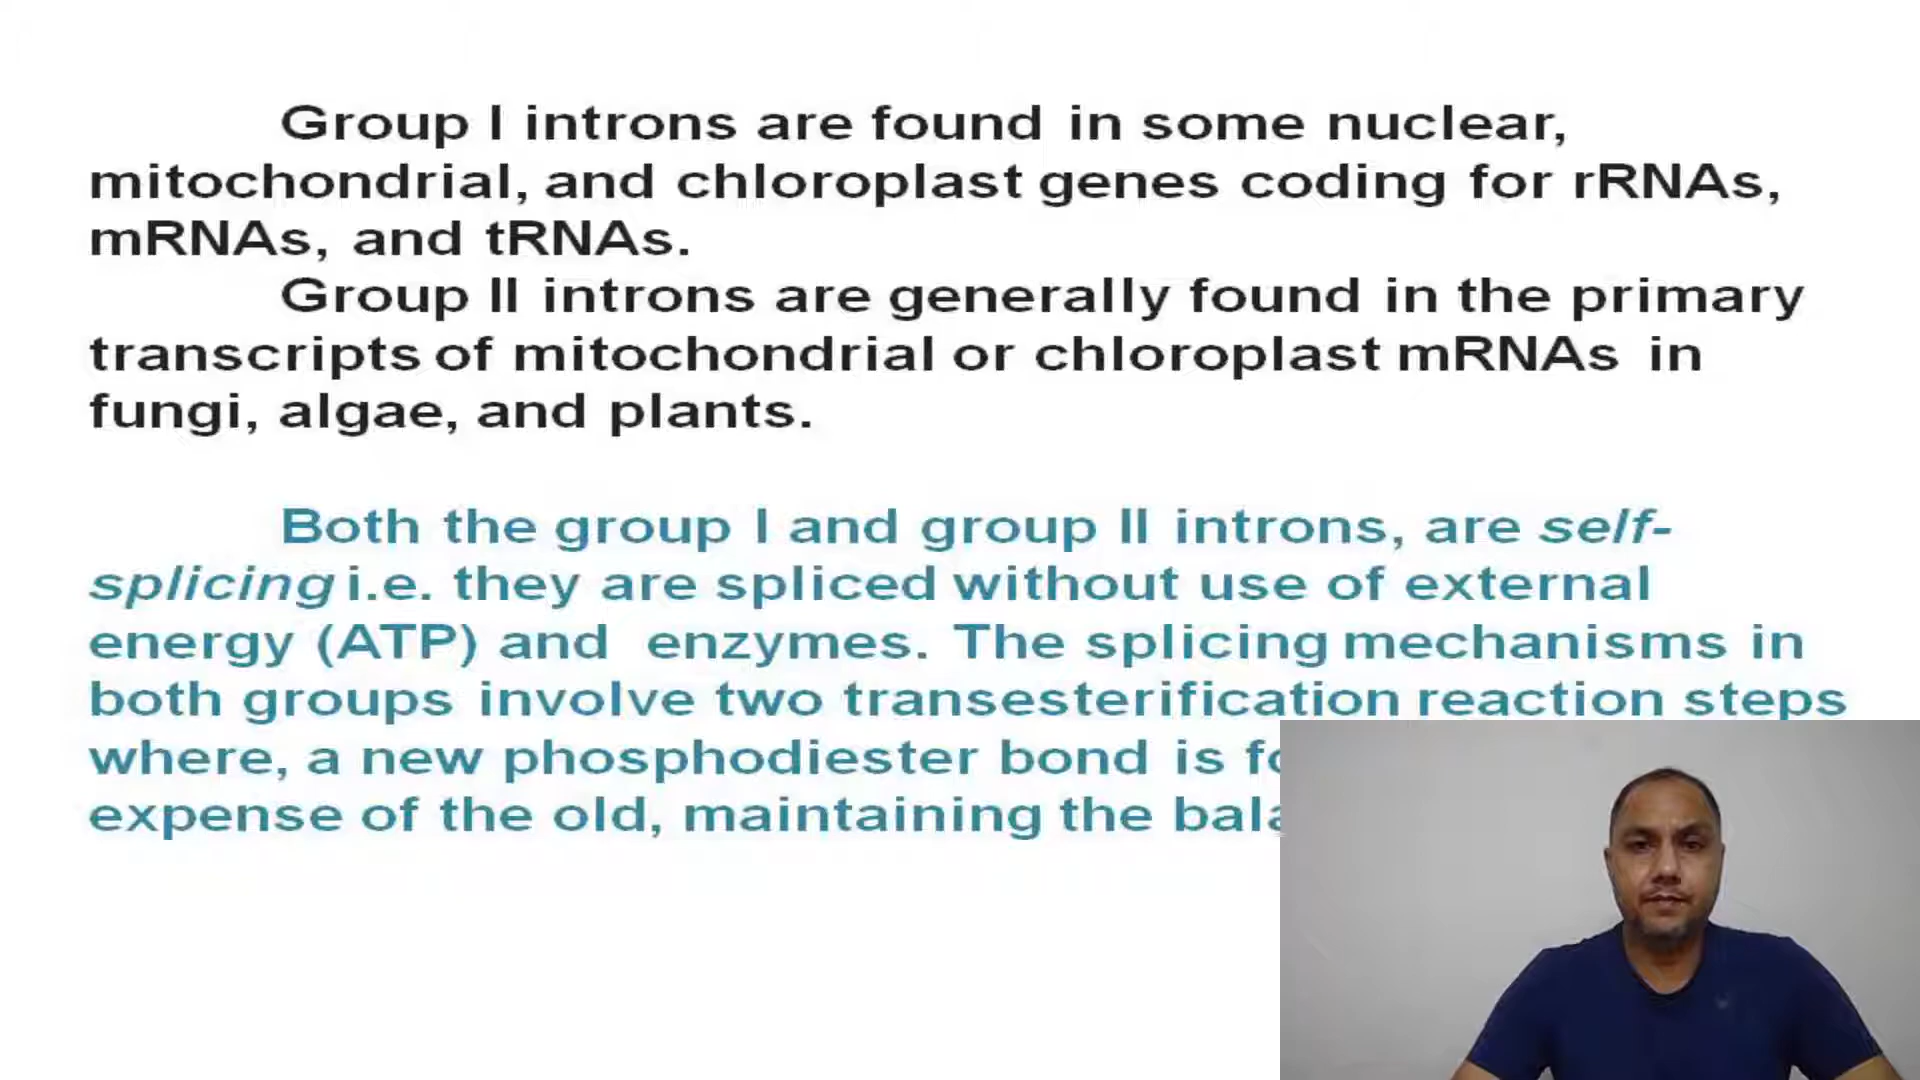 Group I introns are found in some nuclear,
mitochondrial, and chloroplast genes coding for rRNAs,
mRNAs, and tRNAs.
Group II introns are generally found in the primary
transcripts of mitochondrial or chloroplast mRNAs in
fungi, algae, and plants.
Both the group I and group II introns, are self-
splicing i.e. they are spliced without use of external
energy (ATP) and enzymes. The splicing mechanisms in
both groups involve two transesterification reaction steps
where, a new phosphodiester bond is
expense of the old, maintaining the